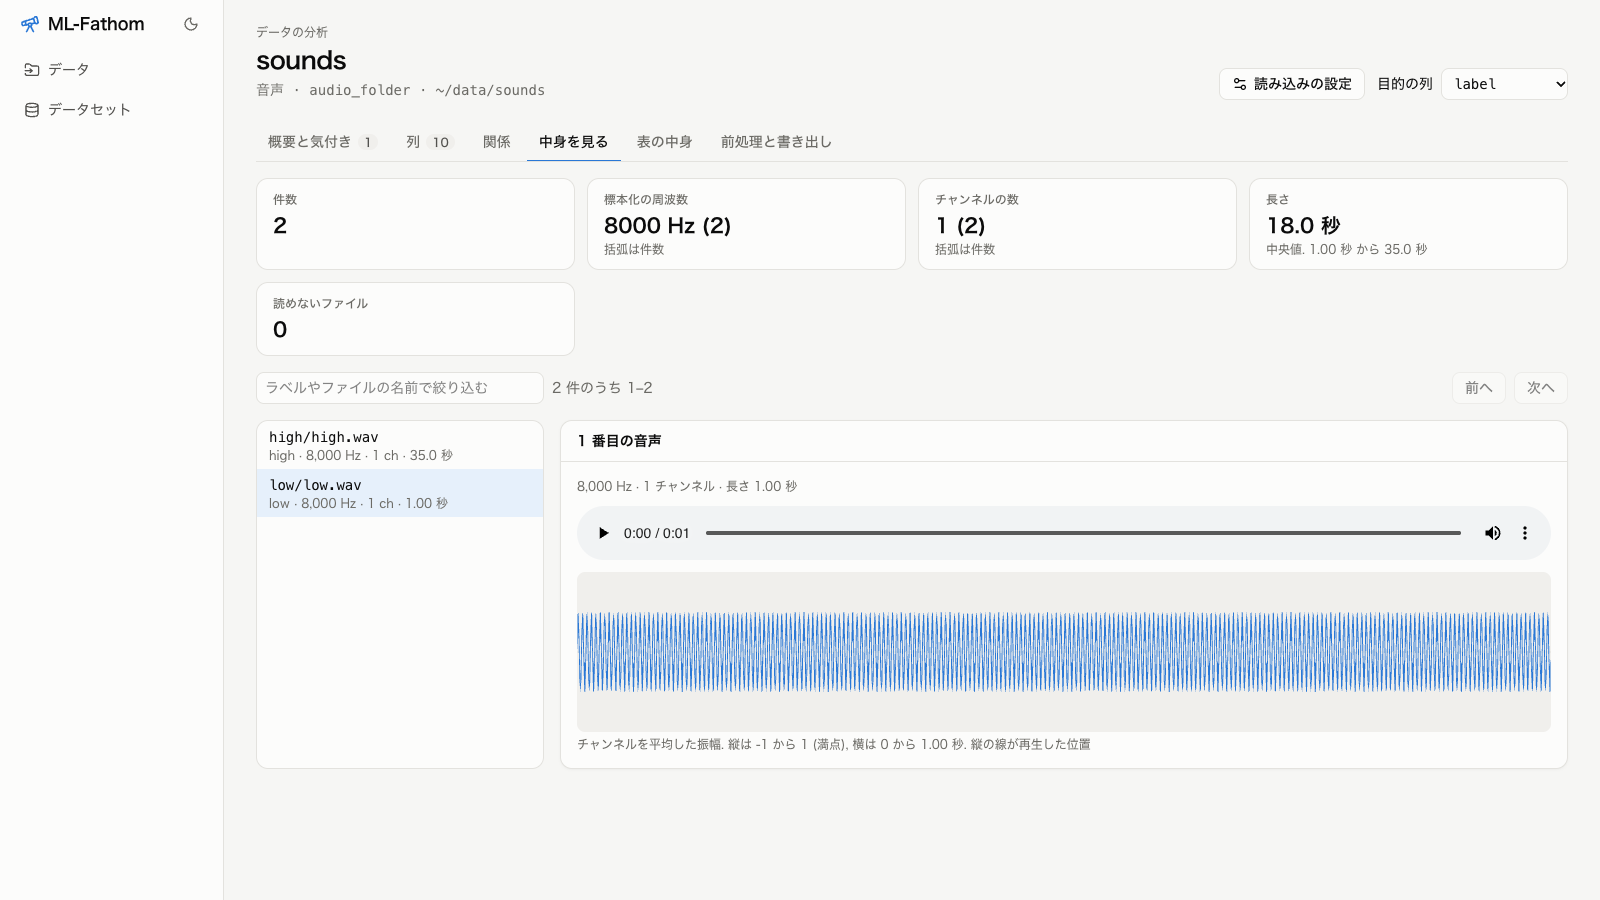 ML-Fathom
データ
データセット
データの分析
sounds
音声 · audio_folder · ~/data/sounds
読み込みの設定
目的の列
label
概要と気付き 1
列 10
関係
中身を見る
表の中身
前処理と書き出し
件数
2
標本化の周波数
8000 Hz (2)
括弧は件数
チャンネルの数
1 (2)
括弧は件数
長さ
18.0 秒
中央値. 1.00 秒 から 35.0 秒
読めないファイル
0
ラベルやファイルの名前で絞り込む
2 件のうち 1–2
前へ
次へ
high/high.wav
high · 8,000 Hz · 1 ch · 35.0 秒
low/low.wav
low · 8,000 Hz · 1 ch · 1.00 秒
1 番目の音声
8,000 Hz · 1 チャンネル · 長さ 1.00 秒
0:00 / 0:01
チャンネルを平均した振幅. 縦は -1 から 1 (満点), 横は 0 から 1.00 秒. 縦の線が再生した位置